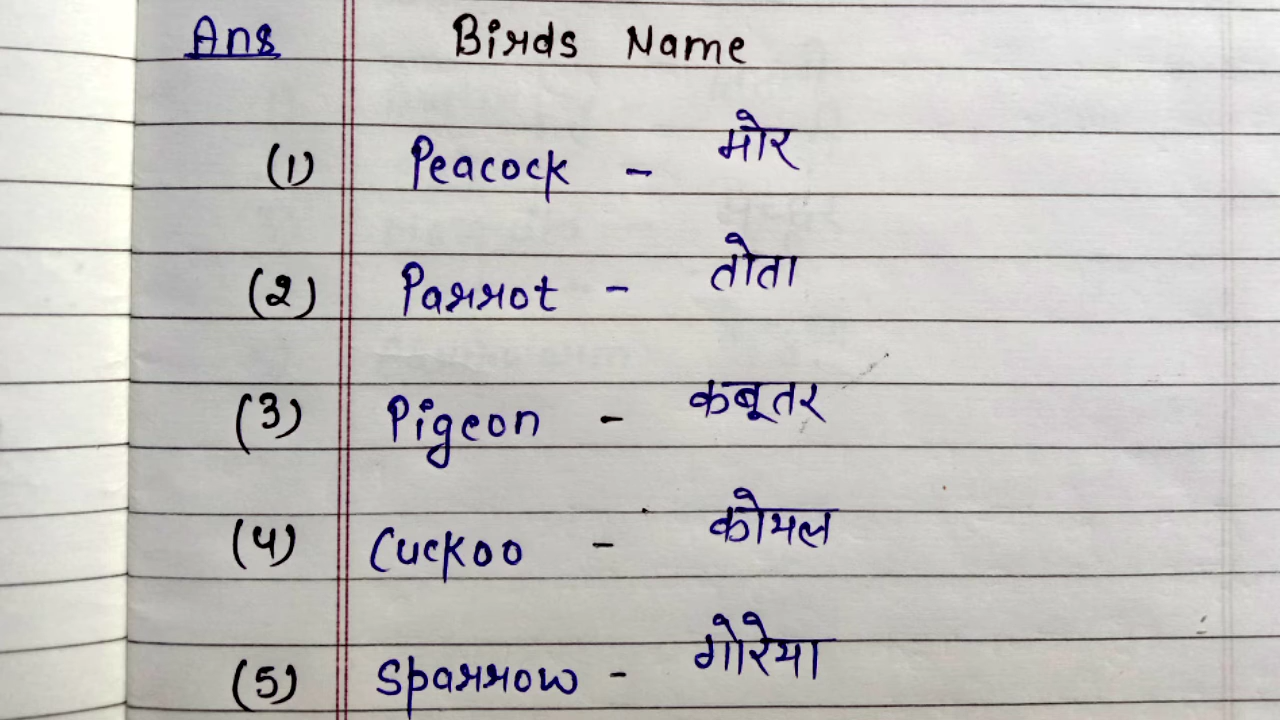 Ans Birds Name
(1) Peacock - मोर
(2) Parrot - तोता
(3) Pigeon - कबूतर
(4) Cuckoo - कोयल
(5) Sparrow - गोरेया